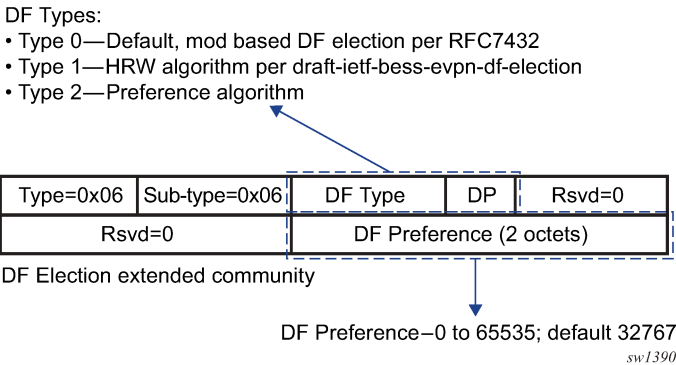 DF Types:
• Type 0—Default, mod based DF election per RFC7432
• Type 1—HRW algorithm per draft-ietf-bess-evpn-df-election
• Type 2—Preference algorithm
Type=0x06 Sub-type=0x06 DF Type DP Rsvd=0
Rsvd=0 DF Preference (2 octets)
DF Election extended community
DF Preference–0 to 65535; default 32767
sw1390